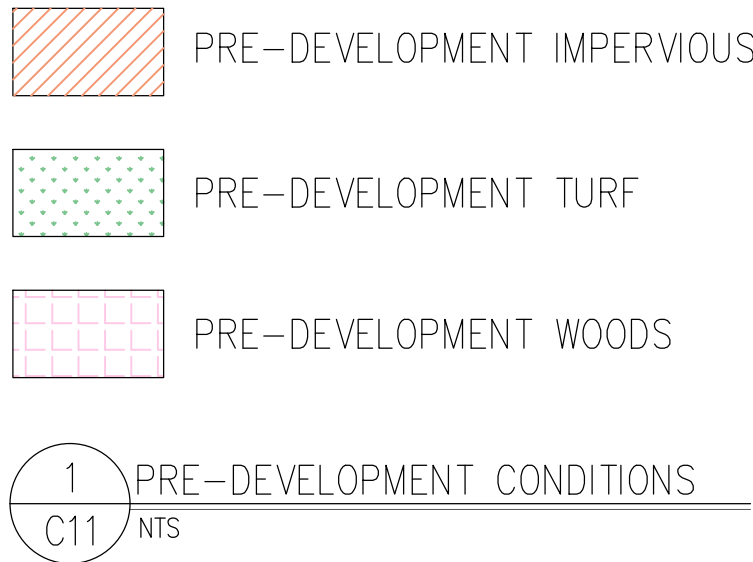 PRE-DEVELOPMENT IMPERVIOUS
PRE-DEVELOPMENT TURF
PRE-DEVELOPMENT WOODS
1
PRE-DEVELOPMENT CONDITIONS
C11
NTS